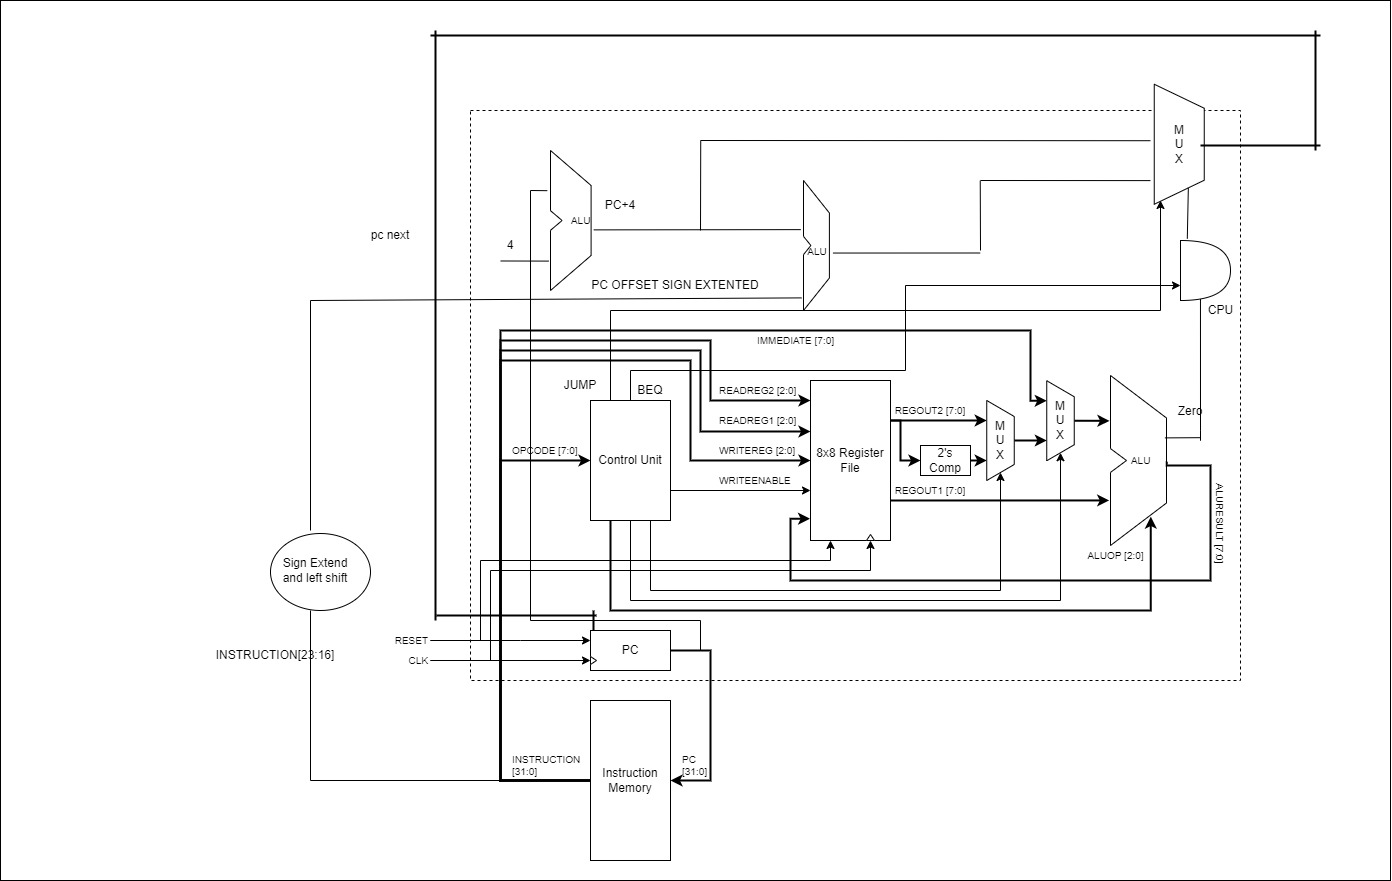 M
U
X
PC+4
ALU
pc next
4
ALU
PC OFFSET SIGN EXTENTED
CPU
IMMEDIATE [7:0]
JUMP
BEQ
READREG2 [2:0]
REGOUT2 [7:0]
M
U
X
Zero
READREG1 [2:0]
M
U
X
OPCODE [7:0]
Control Unit
WRITEREG [2:0]
8x8 Register
File
2's
Comp
ALU
WRITEENABLE
REGOUT1 [7:0]
ALURESULT [7:0]
ALUOP [2:0]
Sign Extend
and left shift
RESET
PC
INSTRUCTION[23:16]
CLK
INSTRUCTION
[31:0]
Instruction
Memory
PC
[31:0]